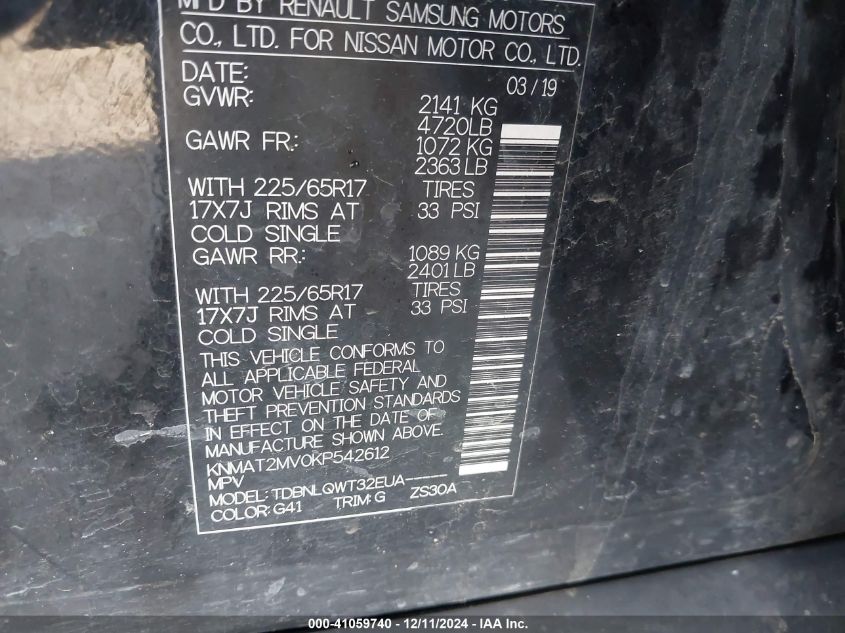 MFD BY RENAULT SAMSUNG MOTORS
CO., LTD. FOR NISSAN MOTOR CO., LTD.
DATE: 03 / 19
GVWR: 2141 KG
4720LB
GAWR FR.: 1072 KG
2363 LB
WITH 225/65R17 TIRES
17X7J RIMS AT 33 PSI
COLD SINGLE
GAWR RR.: 1089 KG
2401 LB
WITH 225/65R17 TIRES
17X7J RIMS AT 33 PSI
COLD SINGLE
THIS VEHICLE CONFORMS TO
ALL APPLICABLE FEDERAL
MOTOR VEHICLE SAFETY AND
THEFT PREVENTION STANDARDS
IN EFFECT ON THE DATE OF
MANUFACTURE SHOWN ABOVE.
KNMAT2MV0KP542612
MPV
MODEL: TDBNLQWT32EUA-----
COLOR: G41 TRIM: G ZS30A
000-41059740 - 12/11/2024 - IAA Inc.